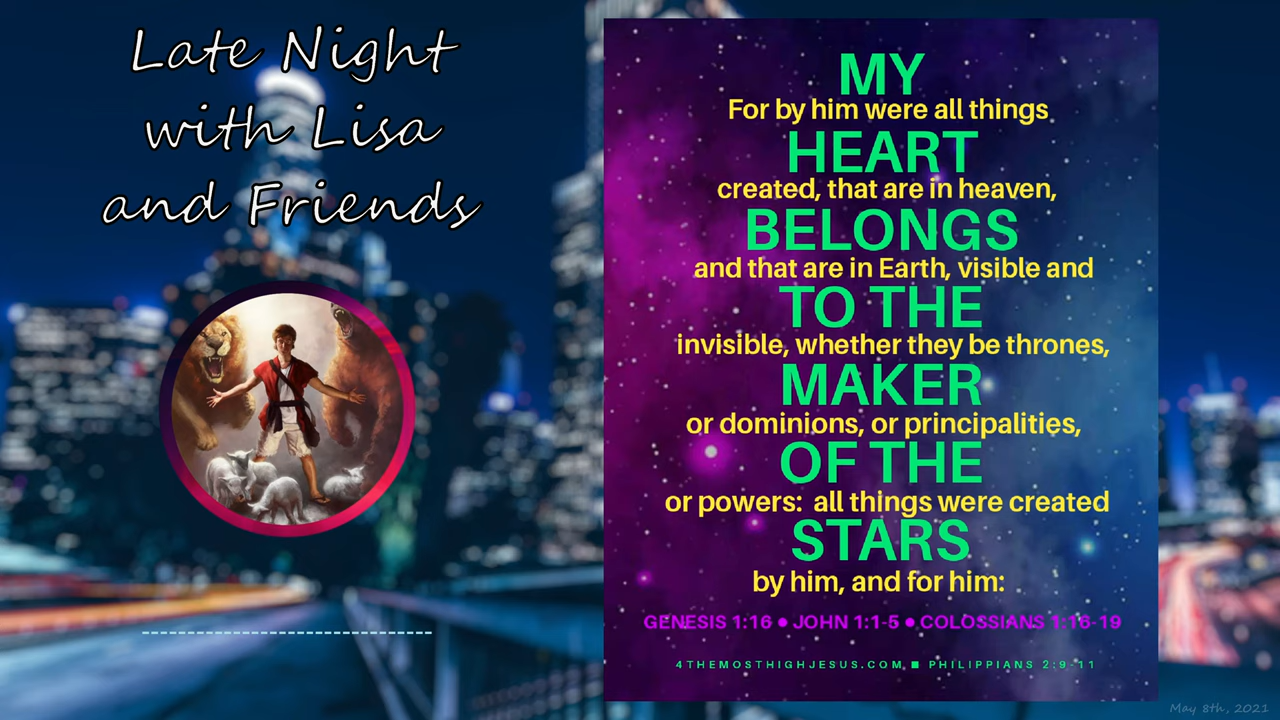 Late Night
with Lisa
and Friends
MY
For by him were all things
HEART
created, that are in heaven,
BELONGS
and that are in Earth, visible and
TO THE
invisible, whether they be thrones,
MAKER
or dominions, or principalities,
OF THE
or powers: all things were created
STARS
by him, and for him:
GENESIS 1:16 ● JOHN 1:1-5 ● COLOSSIANS 1:16-19
4THEMOSTHIGHJESUS.COM ■ PHILIPPIANS 2:9-11
May 8th, 2021